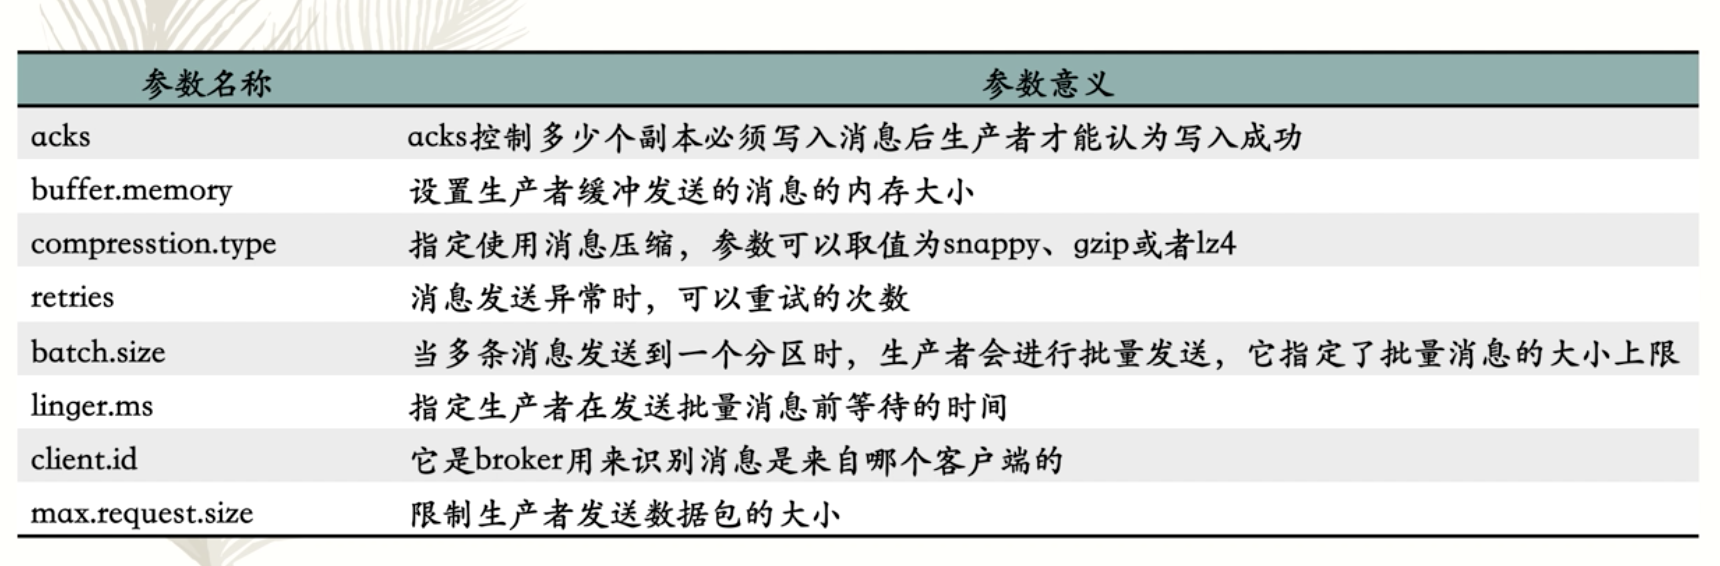 参数名称 参数意义
acks acks控制多少个副本必须写入消息后生产者才能认为写入成功
buffer.memory 设置生产者缓冲发送的消息的内存大小
compresstion.type 指定使用消息压缩，参数可以取值为snappy、gzip或者lz4
retries 消息发送异常时，可以重试的次数
batch.size 当多条消息发送到一个分区时，生产者会进行批量发送，它指定了批量消息的大小上限
linger.ms 指定生产者在发送批量消息前等待的时间
client.id 它是broker用来识别消息是来自哪个客户端的
max.request.size 限制生产者发送数据包的大小